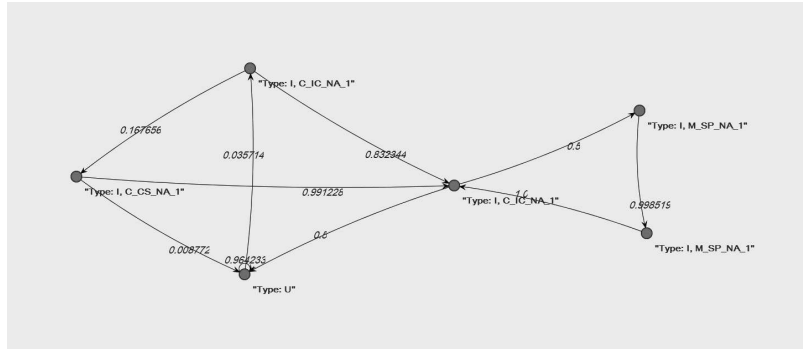 "Type: I, C_IC_NA_1"
0.167656
0.035714
0.832344
0.5
"Type: I, M_SP_NA_1"
"Type: I, C_CS_NA_1"
0.991228
1.0
"Type: I, C_IC_NA_1"
0.998519
0.5
0.008772
0.964233
"Type: I, M_SP_NA_1"
"Type: U"